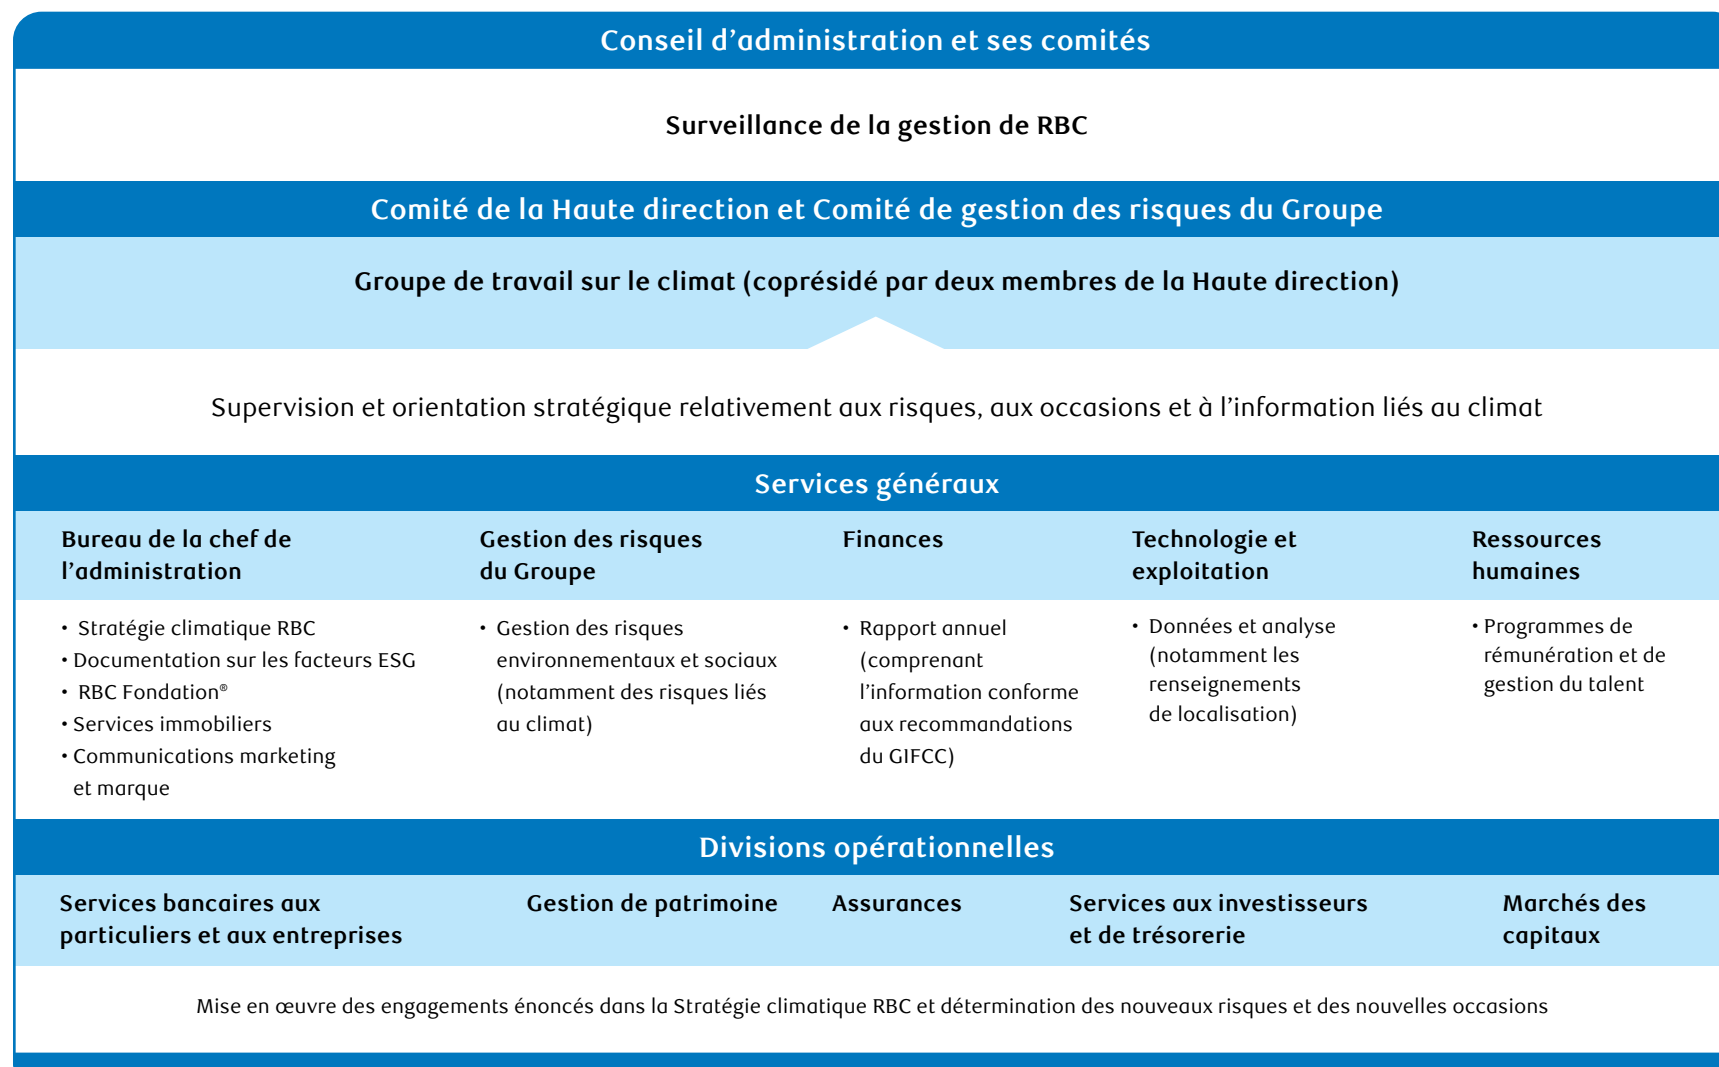 Conseil d’administration et ses comités
Surveillance de la gestion de RBC
Comité de la Haute direction et Comité de gestion des risques du Groupe
Groupe de travail sur le climat (coprésidé par deux membres de la Haute direction)
Supervision et orientation stratégique relativement aux risques, aux occasions et à l’information liés au climat
Services généraux
Bureau de la chef de
l’administration
• Stratégie climatique RBC
• Documentation sur les facteurs ESG
• RBC Fondation®
• Services immobiliers
• Communications marketing
et marque
Gestion des risques
du Groupe
• Gestion des risques
environnementaux et sociaux
(notamment des risques liés
au climat)
Finances
• Rapport annuel
(comprenant
l’information conforme
aux recommandations
du GIFCC)
Technologie et
exploitation
• Données et analyse
(notamment les
renseignements
de localisation)
Ressources
humaines
• Programmes de
rémunération et de
gestion du talent
Divisions opérationnelles
Services bancaires aux
particuliers et aux entreprises
Gestion de patrimoine
Assurances
Services aux investisseurs
et de trésorerie
Marchés des
capitaux
Mise en œuvre des engagements énoncés dans la Stratégie climatique RBC et détermination des nouveaux risques et des nouvelles occasions